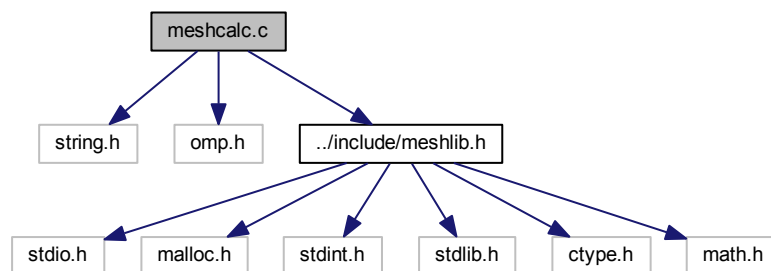 meshcalc.c
string.h
omp.h
../include/meshlib.h
stdio.h
malloc.h
stdint.h
stdlib.h
ctype.h
math.h